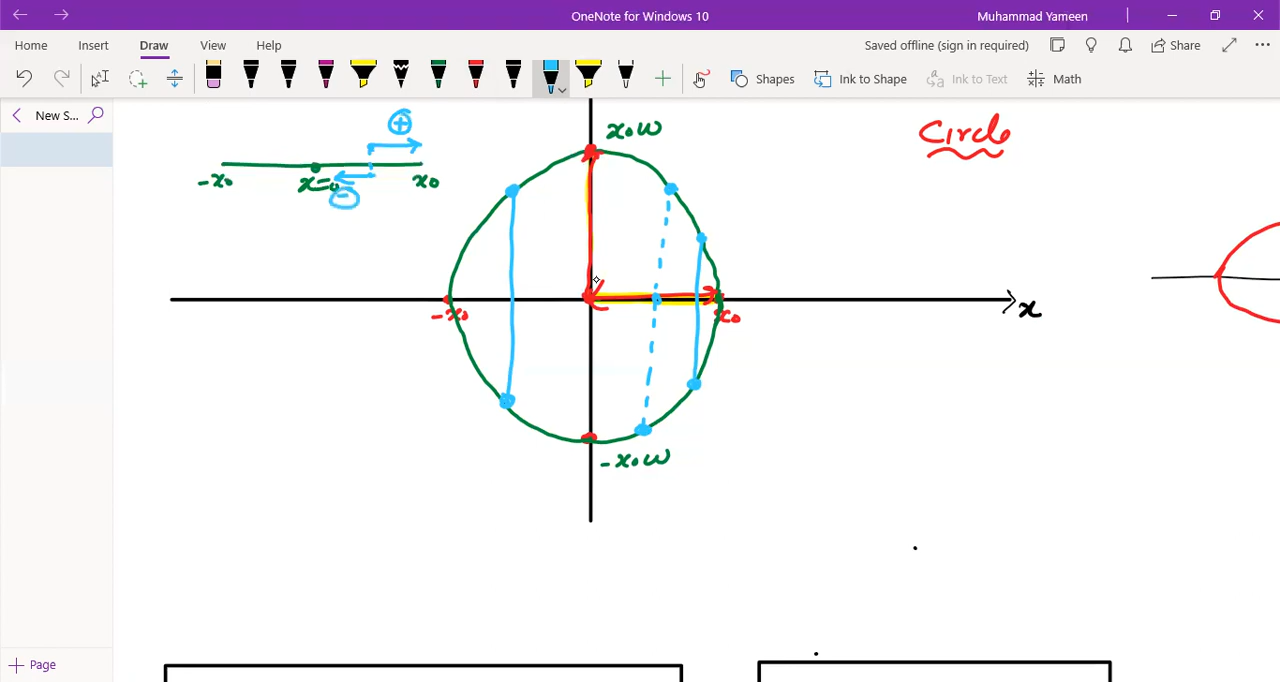 OneNote for Windows 10
Muhammad Yameen
Home Insert Draw View Help
Saved offline (sign in required)
Share
Shapes
Ink to Shape
Ink to Text
Math
New S...
Circle
x₀ω
+
-x₀ x=0 x₀
-
-x₀ x₀ x
-x₀ω
Page